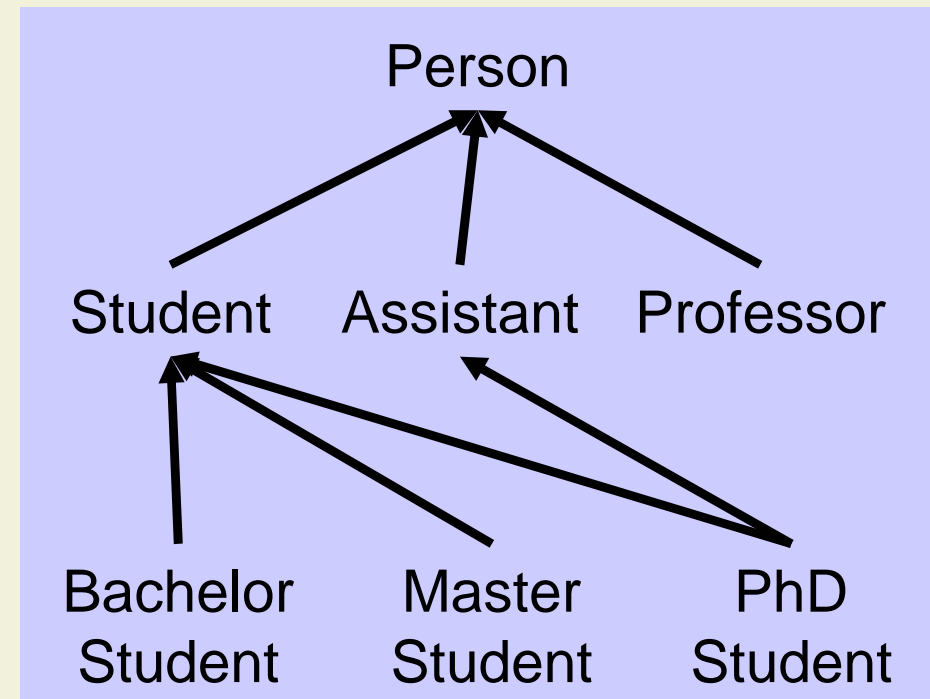 Person
Student Assistant Professor
Bachelor Master PhD
Student Student Student